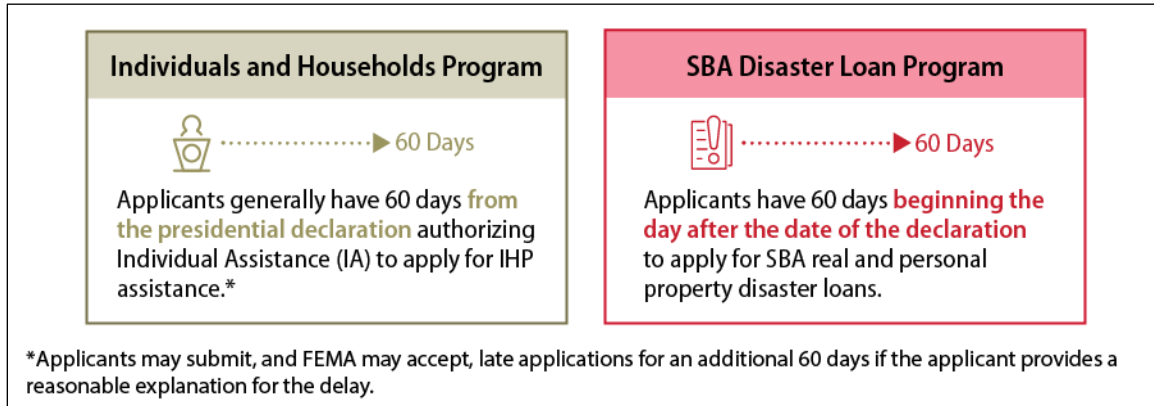 Individuals and Households Program
60 Days
Applicants generally have 60 days from
the presidential declaration authorizing
Individual Assistance (IA) to apply for IHP
assistance.*
SBA Disaster Loan Program
60 Days
Applicants have 60 days beginning the
day after the date of the declaration
to apply for SBA real and personal
property disaster loans.
*Applicants may submit, and FEMA may accept, late applications for an additional 60 days if the applicant provides a
reasonable explanation for the delay.